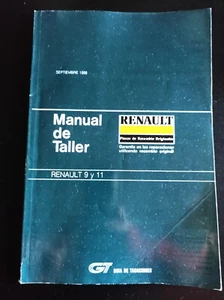 SEPTIEMBRE 1988
Manual
de
Taller
RENAULT
Piezas de Recambio Originales
Garantía en las reparaciones
utilizando recambio original
RENAULT 9 y 11
GT
GUIA DE TASACIONES